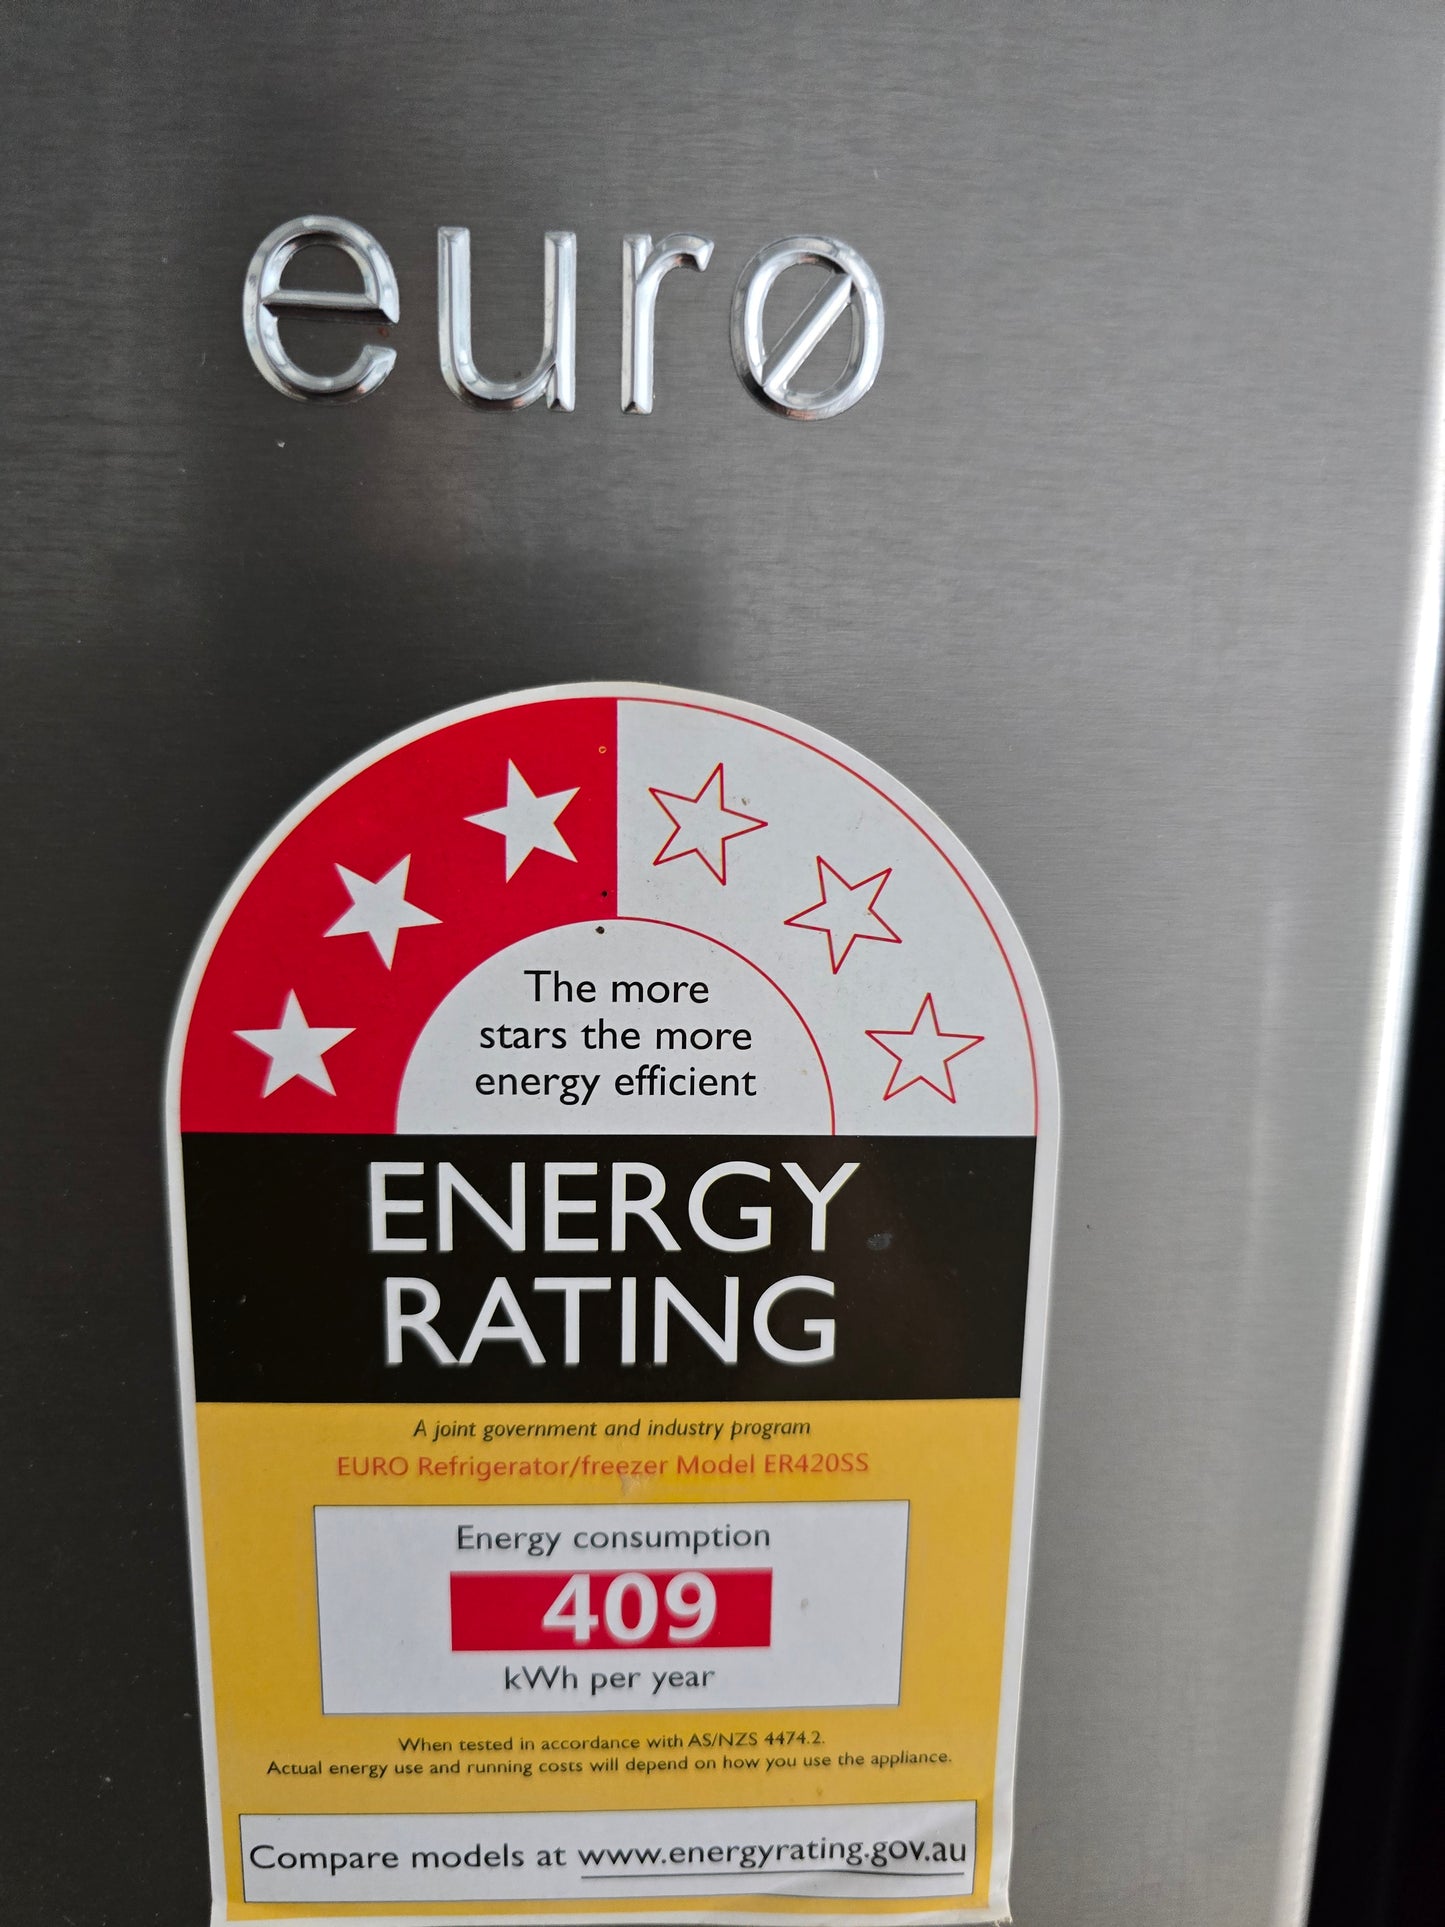 eurø
The more
stars the more
energy efficient
ENERGY
RATING
A joint government and industry program
EURO Refrigerator/freezer Model ER420SS
Energy consumption
409
kWh per year
When tested in accordance with AS/NZS 4474.2.
Actual energy use and running costs will depend on how you use the appliance.
Compare models at www.energyrating.gov.au